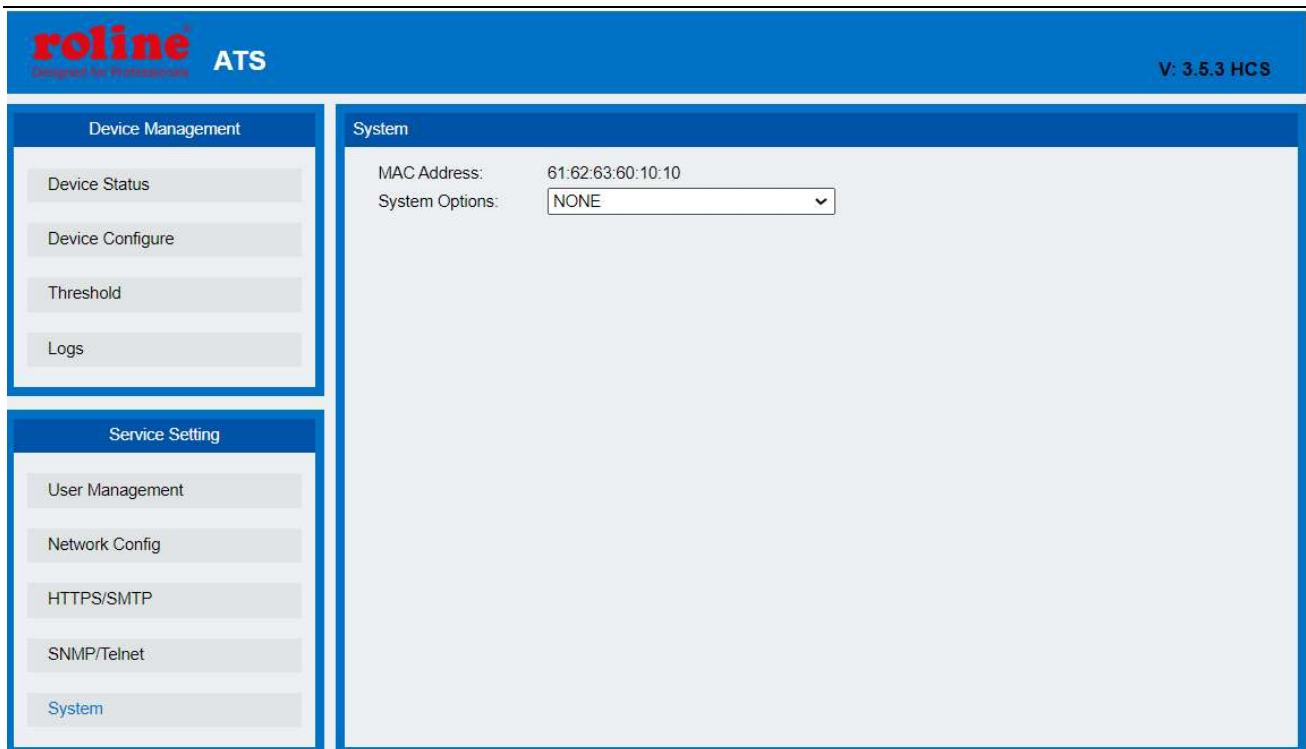 roline®
Designed for Professionals
ATS
V: 3.5.3 HCS
Device Management
Device Status
Device Configure
Threshold
Logs
Service Setting
User Management
Network Config
HTTPS/SMTP
SNMP/Telnet
System
System
MAC Address: 61:62:63:60:10:10
System Options: NONE